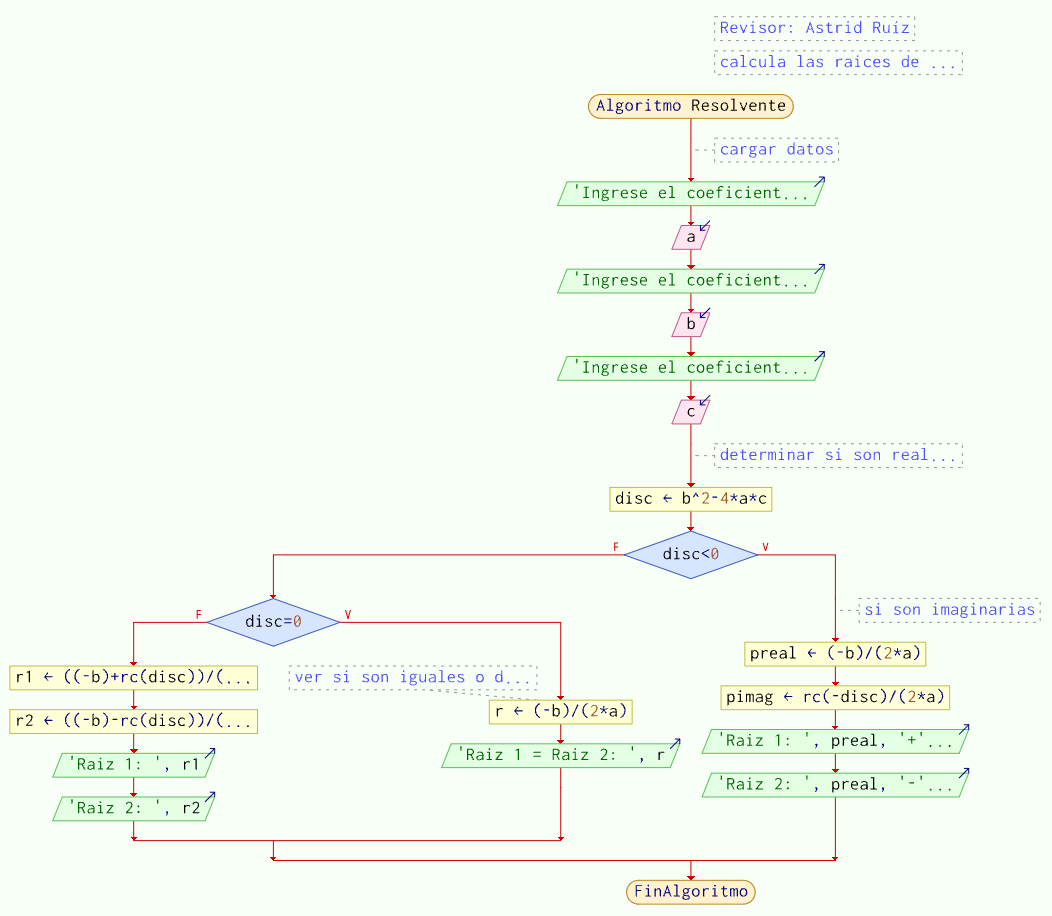 Revisor: Astrid Ruíz
calcula las raices de ...
Algoritmo Resolvente
cargar datos
'Ingrese el coeficient...
a
'Ingrese el coeficient...
b
'Ingrese el coeficient...
c
determinar si son real...
disc ← b^2-4*a*c
disc<0
F
V
si son imaginarias
disc=0
F
V
preal ← (-b)/(2*a)
r1 ← ((-b)+rc(disc))/(...
ver si son iguales o d...
pimag ← rc(-disc)/(2*a)
r ← (-b)/(2*a)
r2 ← ((-b)-rc(disc))/(...
'Raiz 1: ', preal, '+'...
'Raiz 1 = Raiz 2: ', r
'Raiz 1: ', r1
'Raiz 2: ', preal, '-'...
'Raiz 2: ', r2
FinAlgoritmo